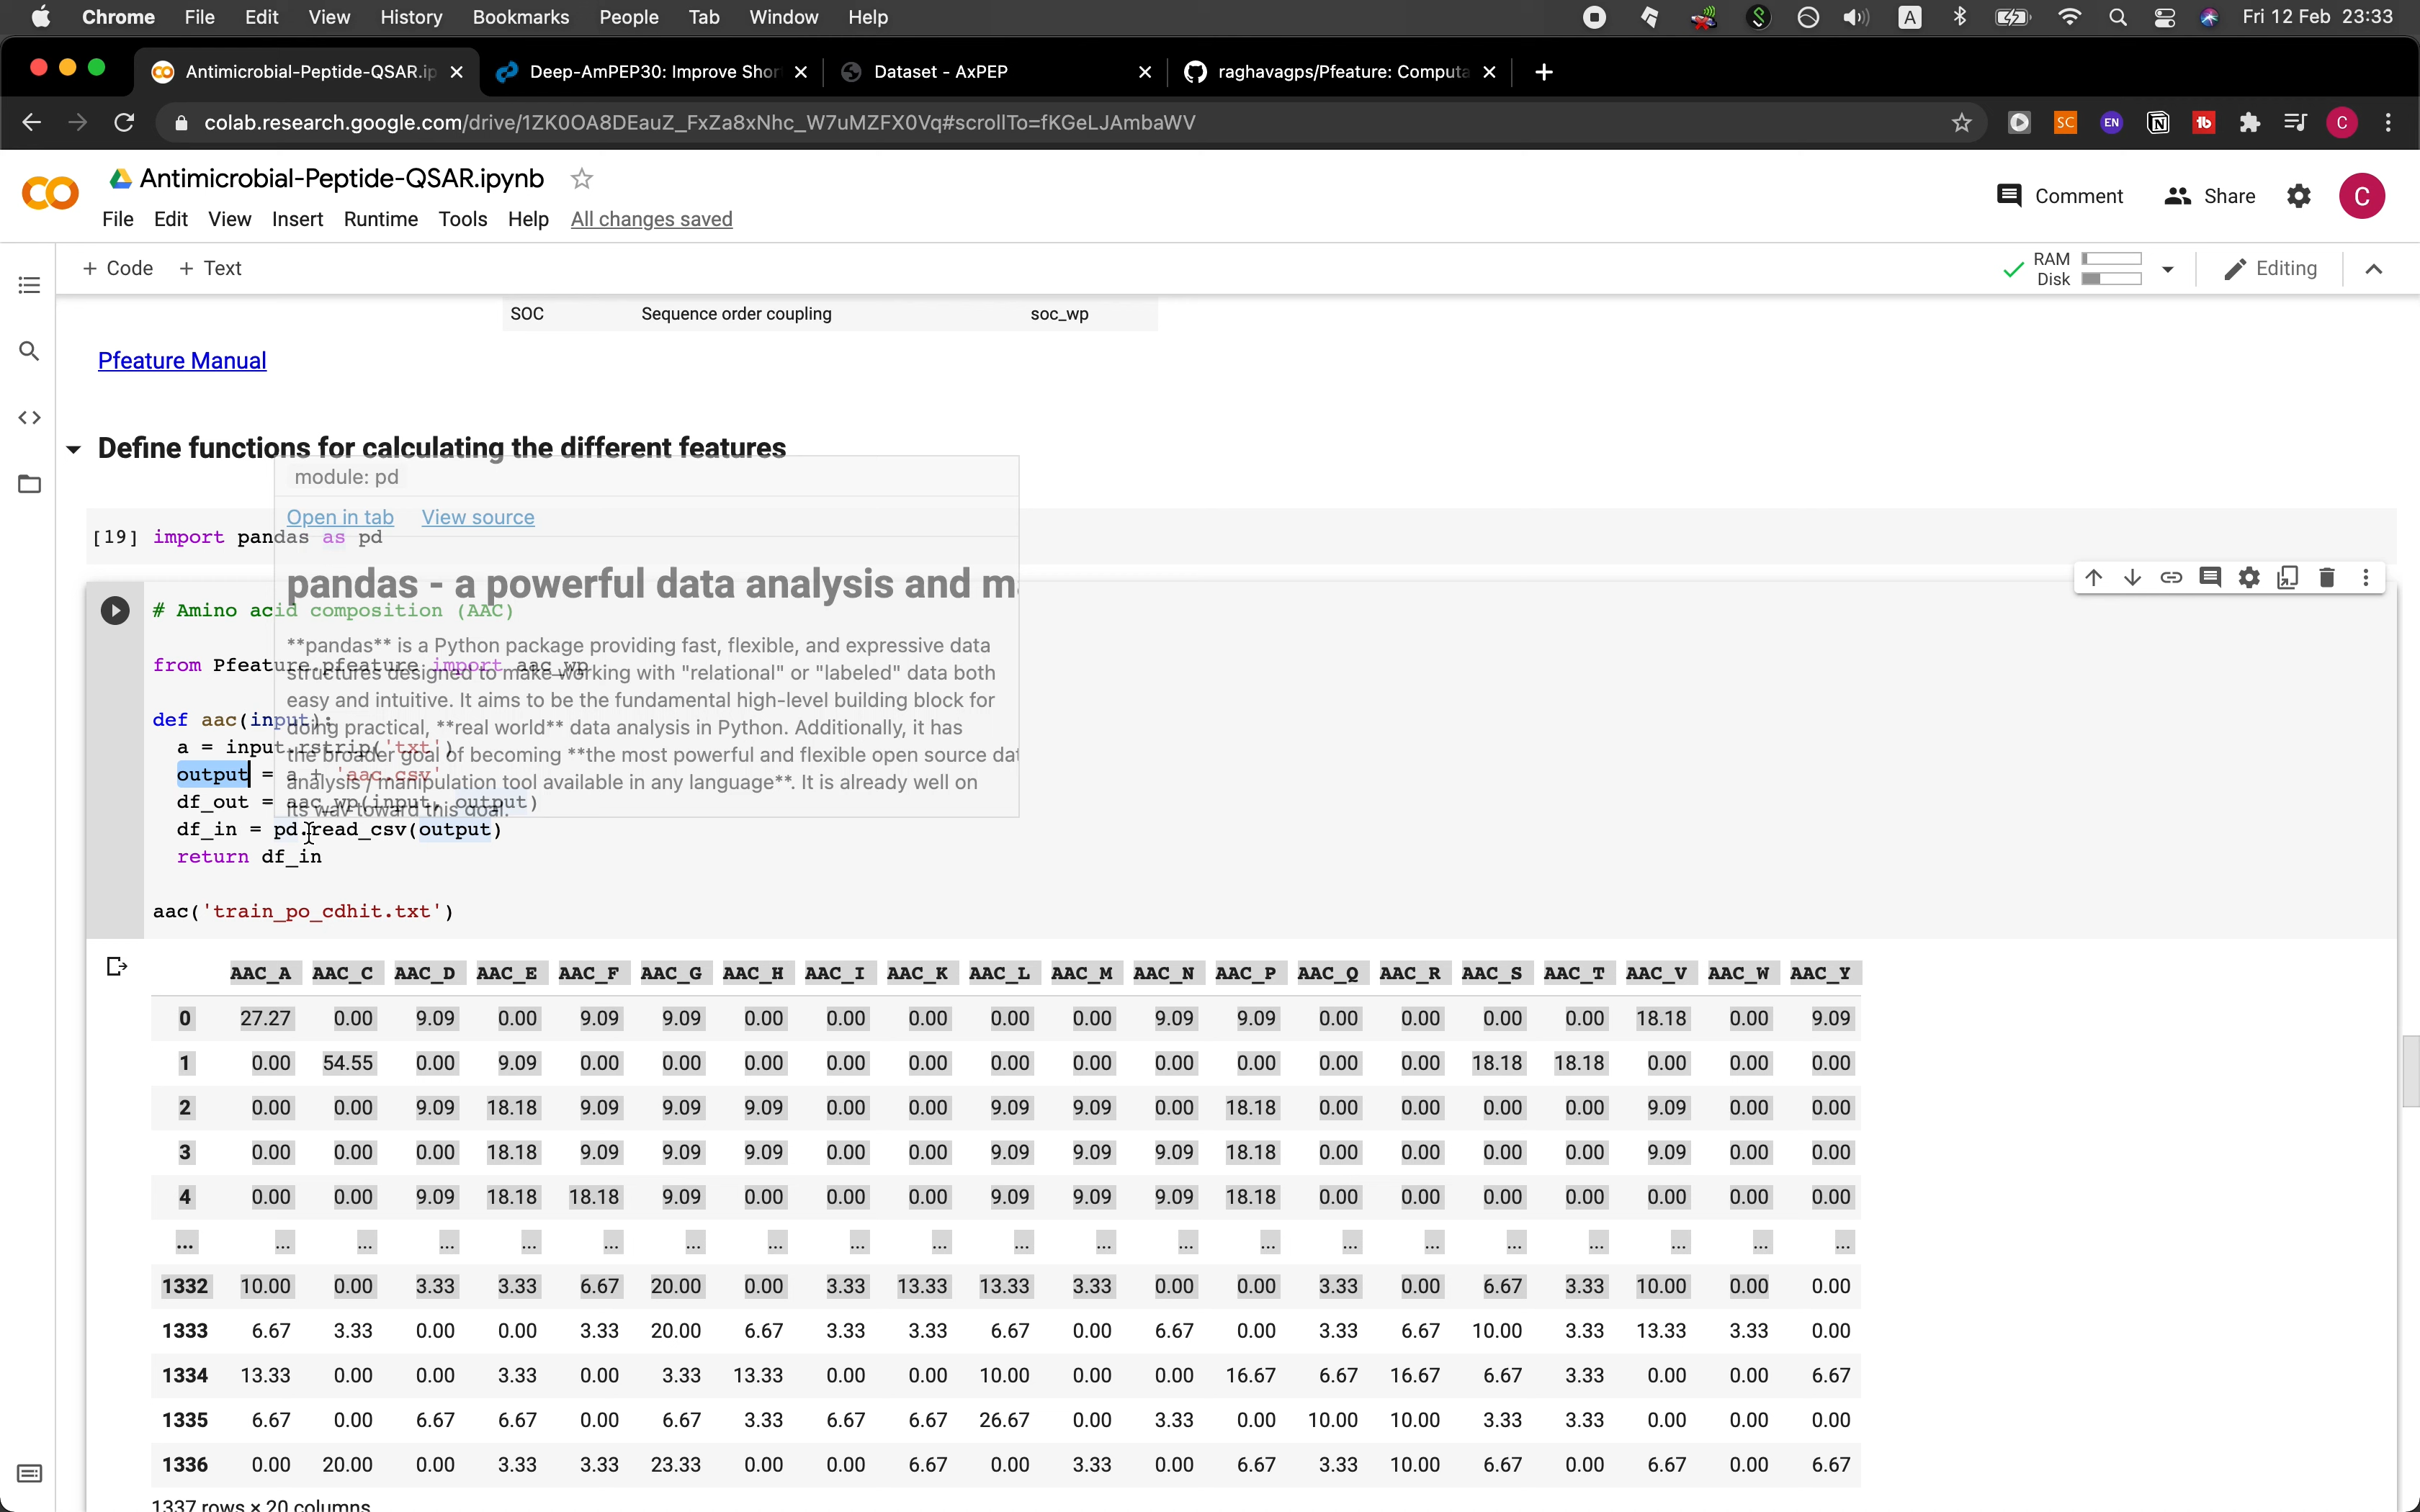 Chrome File Edit View History Bookmarks People Tab Window Help A Fri 12 Feb 23:33
Antimicrobial-Peptide-QSAR.ip Deep-AmPEP30: Improve Shor Dataset - AxPEP raghavagps/Pfeature: Computa
colab.research.google.com/drive/1ZK0OA8DEauZ_FxZa8xNhc_W7uMZFX0Vq#scrollTo=fKGeLJAmbaWV SC EN C
Antimicrobial-Peptide-QSAR.ipynb
Comment Share C
File Edit View Insert Runtime Tools Help All changes saved
+ Code + Text RAM Disk Editing
SOC Sequence order coupling soc_wp
Pfeature Manual
Define functions for calculating the different features
module: pd
Open in tab View source
[19] import pandas as pd
pandas - a powerful data analysis and ma
# Amino acid composition (AAC)
**pandas** is a Python package providing fast, flexible, and expressive data
from Pfeature.pfeature import aac_wp
structures designed to make working with "relational" or "labeled" data both
easy and intuitive. It aims to be the fundamental high-level building block for
def aac(input):
doing practical, **real world** data analysis in Python. Additionally, it has
a = input.rstrip('txt')
the broader goal of becoming **the most powerful and flexible open source dat
output = a + 'aac.csv'
analysis / manipulation tool available in any language**. It is already well on
df_out = aac_wp(input, output)
its way toward this goal.
df_in = pd.read_csv(output)
return df_in
aac('train_po_cdhit.txt')
AAC_A AAC_C AAC_D AAC_E AAC_F AAC_G AAC_H AAC_I AAC_K AAC_L AAC_M AAC_N AAC_P AAC_Q AAC_R AAC_S AAC_T AAC_V AAC_W AAC_Y
0 27.27 0.00 9.09 0.00 9.09 9.09 0.00 0.00 0.00 0.00 0.00 9.09 9.09 0.00 0.00 0.00 0.00 18.18 0.00 9.09
1 0.00 54.55 0.00 9.09 0.00 0.00 0.00 0.00 0.00 0.00 0.00 0.00 0.00 0.00 0.00 18.18 18.18 0.00 0.00 0.00
2 0.00 0.00 9.09 18.18 9.09 9.09 9.09 0.00 0.00 9.09 9.09 0.00 18.18 0.00 0.00 0.00 0.00 9.09 0.00 0.00
3 0.00 0.00 0.00 18.18 9.09 9.09 9.09 0.00 0.00 9.09 9.09 9.09 18.18 0.00 0.00 0.00 0.00 9.09 0.00 0.00
4 0.00 0.00 9.09 18.18 18.18 9.09 0.00 0.00 0.00 9.09 9.09 9.09 18.18 0.00 0.00 0.00 0.00 0.00 0.00 0.00
... ... ... ... ... ... ... ... ... ... ... ... ... ... ... ... ... ... ... ... ...
1332 10.00 0.00 3.33 3.33 6.67 20.00 0.00 3.33 13.33 13.33 3.33 0.00 0.00 3.33 0.00 6.67 3.33 10.00 0.00 0.00
1333 6.67 3.33 0.00 0.00 3.33 20.00 6.67 3.33 3.33 6.67 0.00 6.67 0.00 3.33 6.67 10.00 3.33 13.33 3.33 0.00
1334 13.33 0.00 0.00 3.33 0.00 3.33 13.33 0.00 0.00 10.00 0.00 0.00 16.67 6.67 16.67 6.67 3.33 0.00 0.00 6.67
1335 6.67 0.00 6.67 6.67 0.00 6.67 3.33 6.67 6.67 26.67 0.00 3.33 0.00 10.00 10.00 3.33 3.33 0.00 0.00 0.00
1336 0.00 20.00 0.00 3.33 3.33 23.33 0.00 0.00 6.67 0.00 3.33 0.00 6.67 3.33 10.00 6.67 0.00 6.67 0.00 6.67
1337 rows × 20 columns